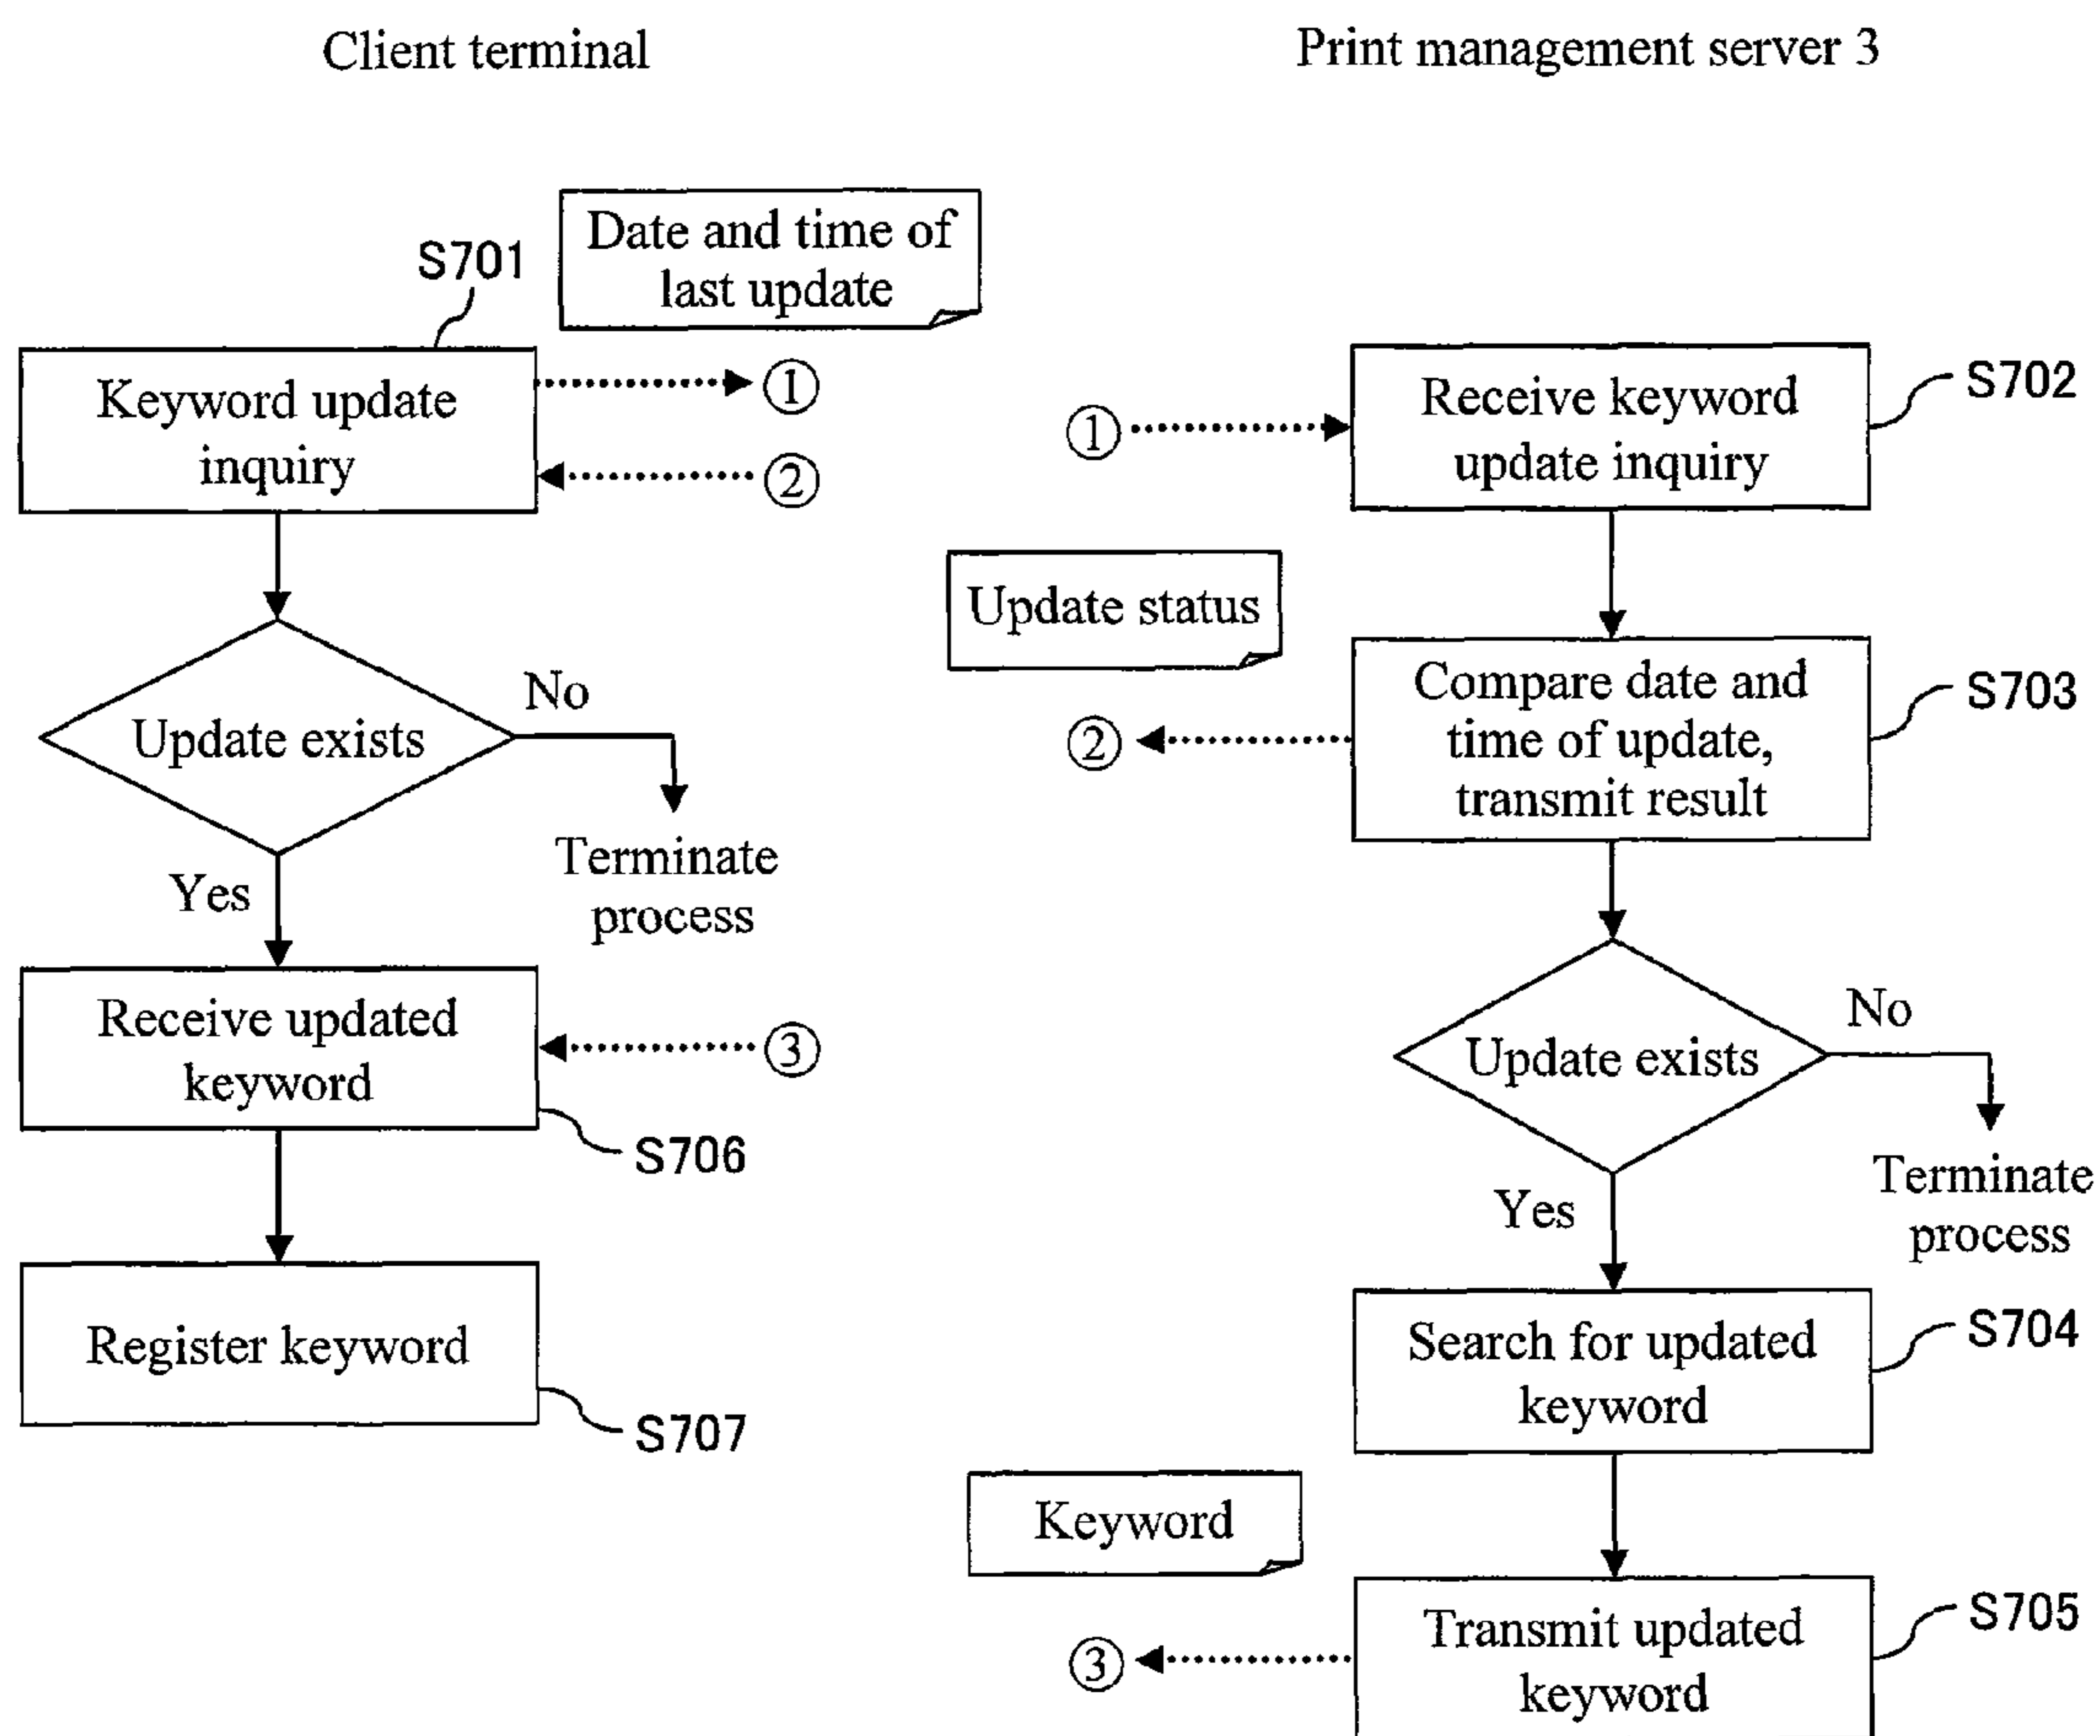 Client terminal
Print management server 3
Date and time of
last update
S701
Keyword update
inquiry
①
②
Update exists
No
Terminate
process
Yes
Receive updated
keyword
③
S706
Register keyword
S707
①
Receive keyword
update inquiry
S702
Update status
②
Compare date and
time of update,
transmit result
S703
Update exists
No
Terminate
process
Yes
Search for updated
keyword
S704
Keyword
③
Transmit updated
keyword
S705